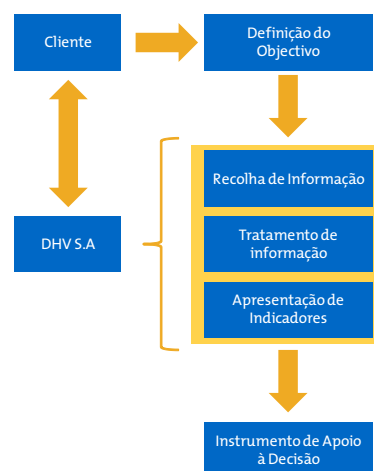 Cliente
Definição do
Objectivo
Recolha de Informação
DHV S.A
Tratamento de
informação
Apresentação de
Indicadores
Instrumento de Apoio
à Decisão